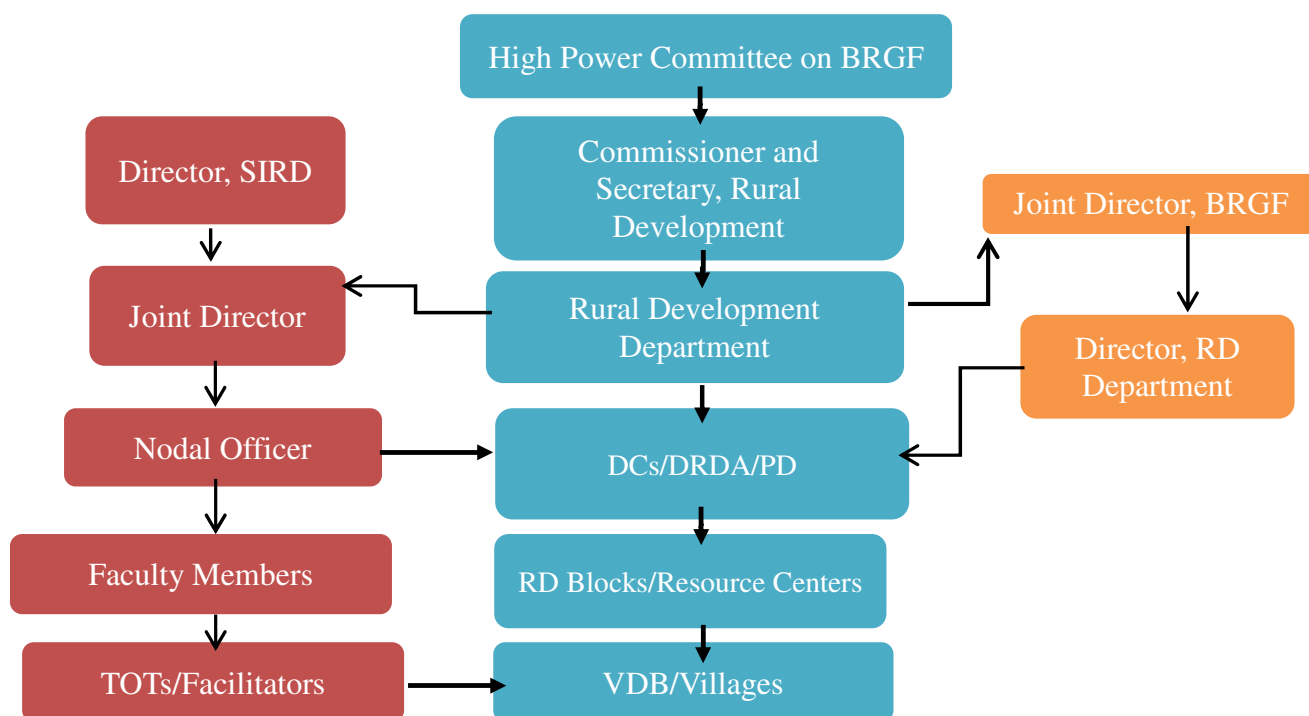 High Power Committee on BRGF
Director, SIRD
Commissioner and
Secretary, Rural
Development
Joint Director, BRGF
Joint Director
Rural Development
Department
Director, RD
Department
Nodal Officer
DCs/DRDA/PD
Faculty Members
RD Blocks/Resource Centers
TOTs/Facilitators
VDB/Villages